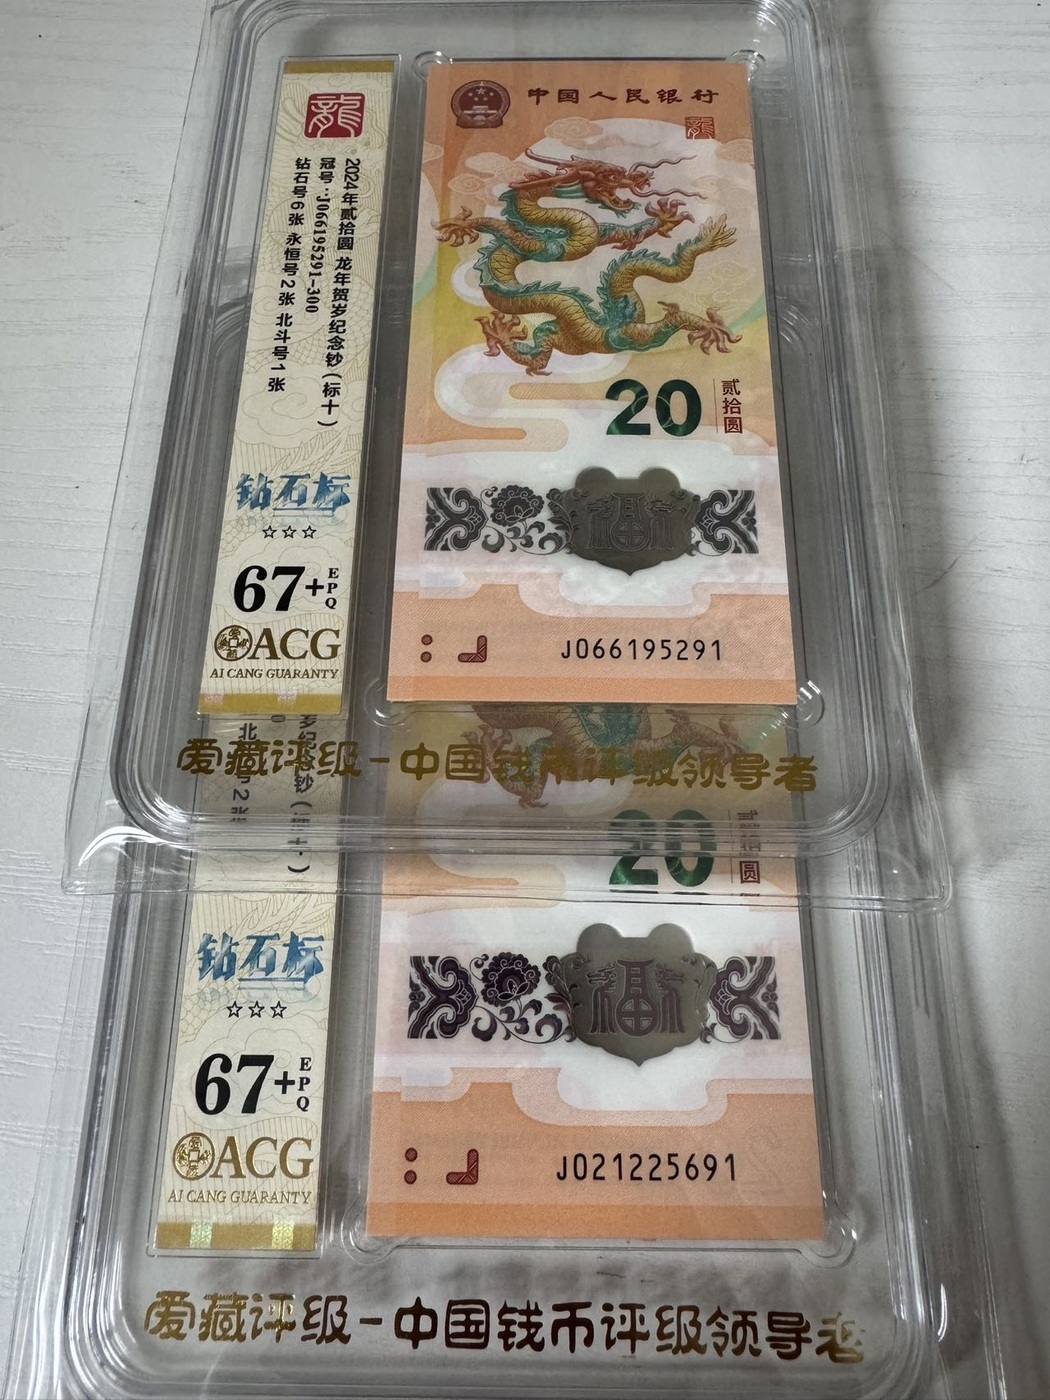 龍
2024年贰拾圆 龙年贺岁纪念钞(标十)
冠号:J066195291-300
钻石号6张 永恒号2张 北斗号1张
钻石标
☆☆☆
67+EPQ
ACG
AI CANG GUARANTY
中国人民银行
龍
20
贰拾圆
福
J066195291
爱藏评级-中国钱币评级领导者
20
钻石标
☆☆☆
67+EPQ
ACG
AI CANG GUARANTY
福
J021225691
爱藏评级-中国钱币评级领导者